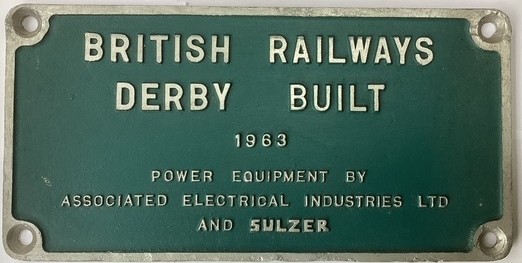 BRITISH RAILWAYS
DERBY BUILT
1963
POWER EQUIPMENT BY
ASSOCIATED ELECTRICAL INDUSTRIES LTD
AND SULZER